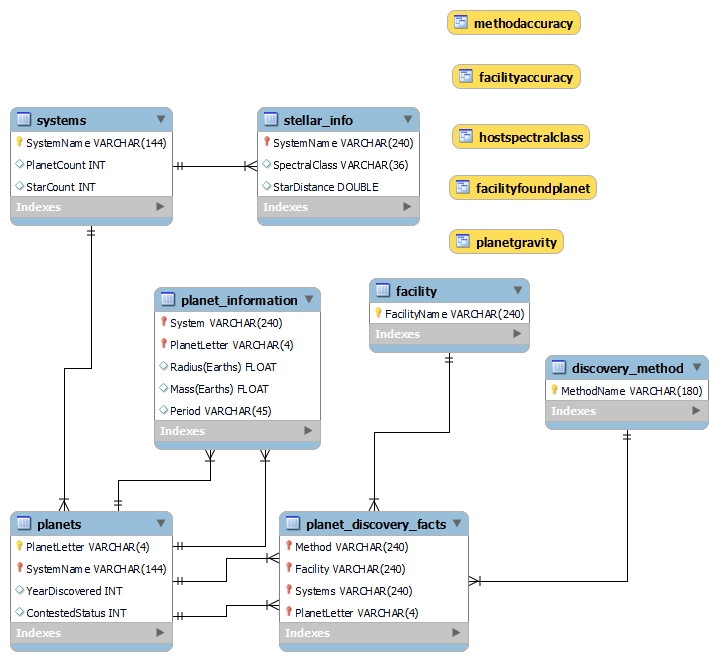 methodaccuracy
facilityaccuracy
hostspectralclass
facilityfoundplanet
planetgravity
systems
SystemName VARCHAR(144)
PlanetCount INT
StarCount INT
Indexes
stellar_info
SystemName VARCHAR(240)
SpectralClass VARCHAR(36)
StarDistance DOUBLE
Indexes
planet_information
System VARCHAR(240)
PlanetLetter VARCHAR(4)
Radius(Earths) FLOAT
Mass(Earths) FLOAT
Period VARCHAR(45)
Indexes
facility
FacilityName VARCHAR(240)
Indexes
discovery_method
MethodName VARCHAR(180)
Indexes
planets
PlanetLetter VARCHAR(4)
SystemName VARCHAR(144)
YearDiscovered INT
ContestedStatus INT
Indexes
planet_discovery_facts
Method VARCHAR(240)
Facility VARCHAR(240)
Systems VARCHAR(240)
PlanetLetter VARCHAR(4)
Indexes